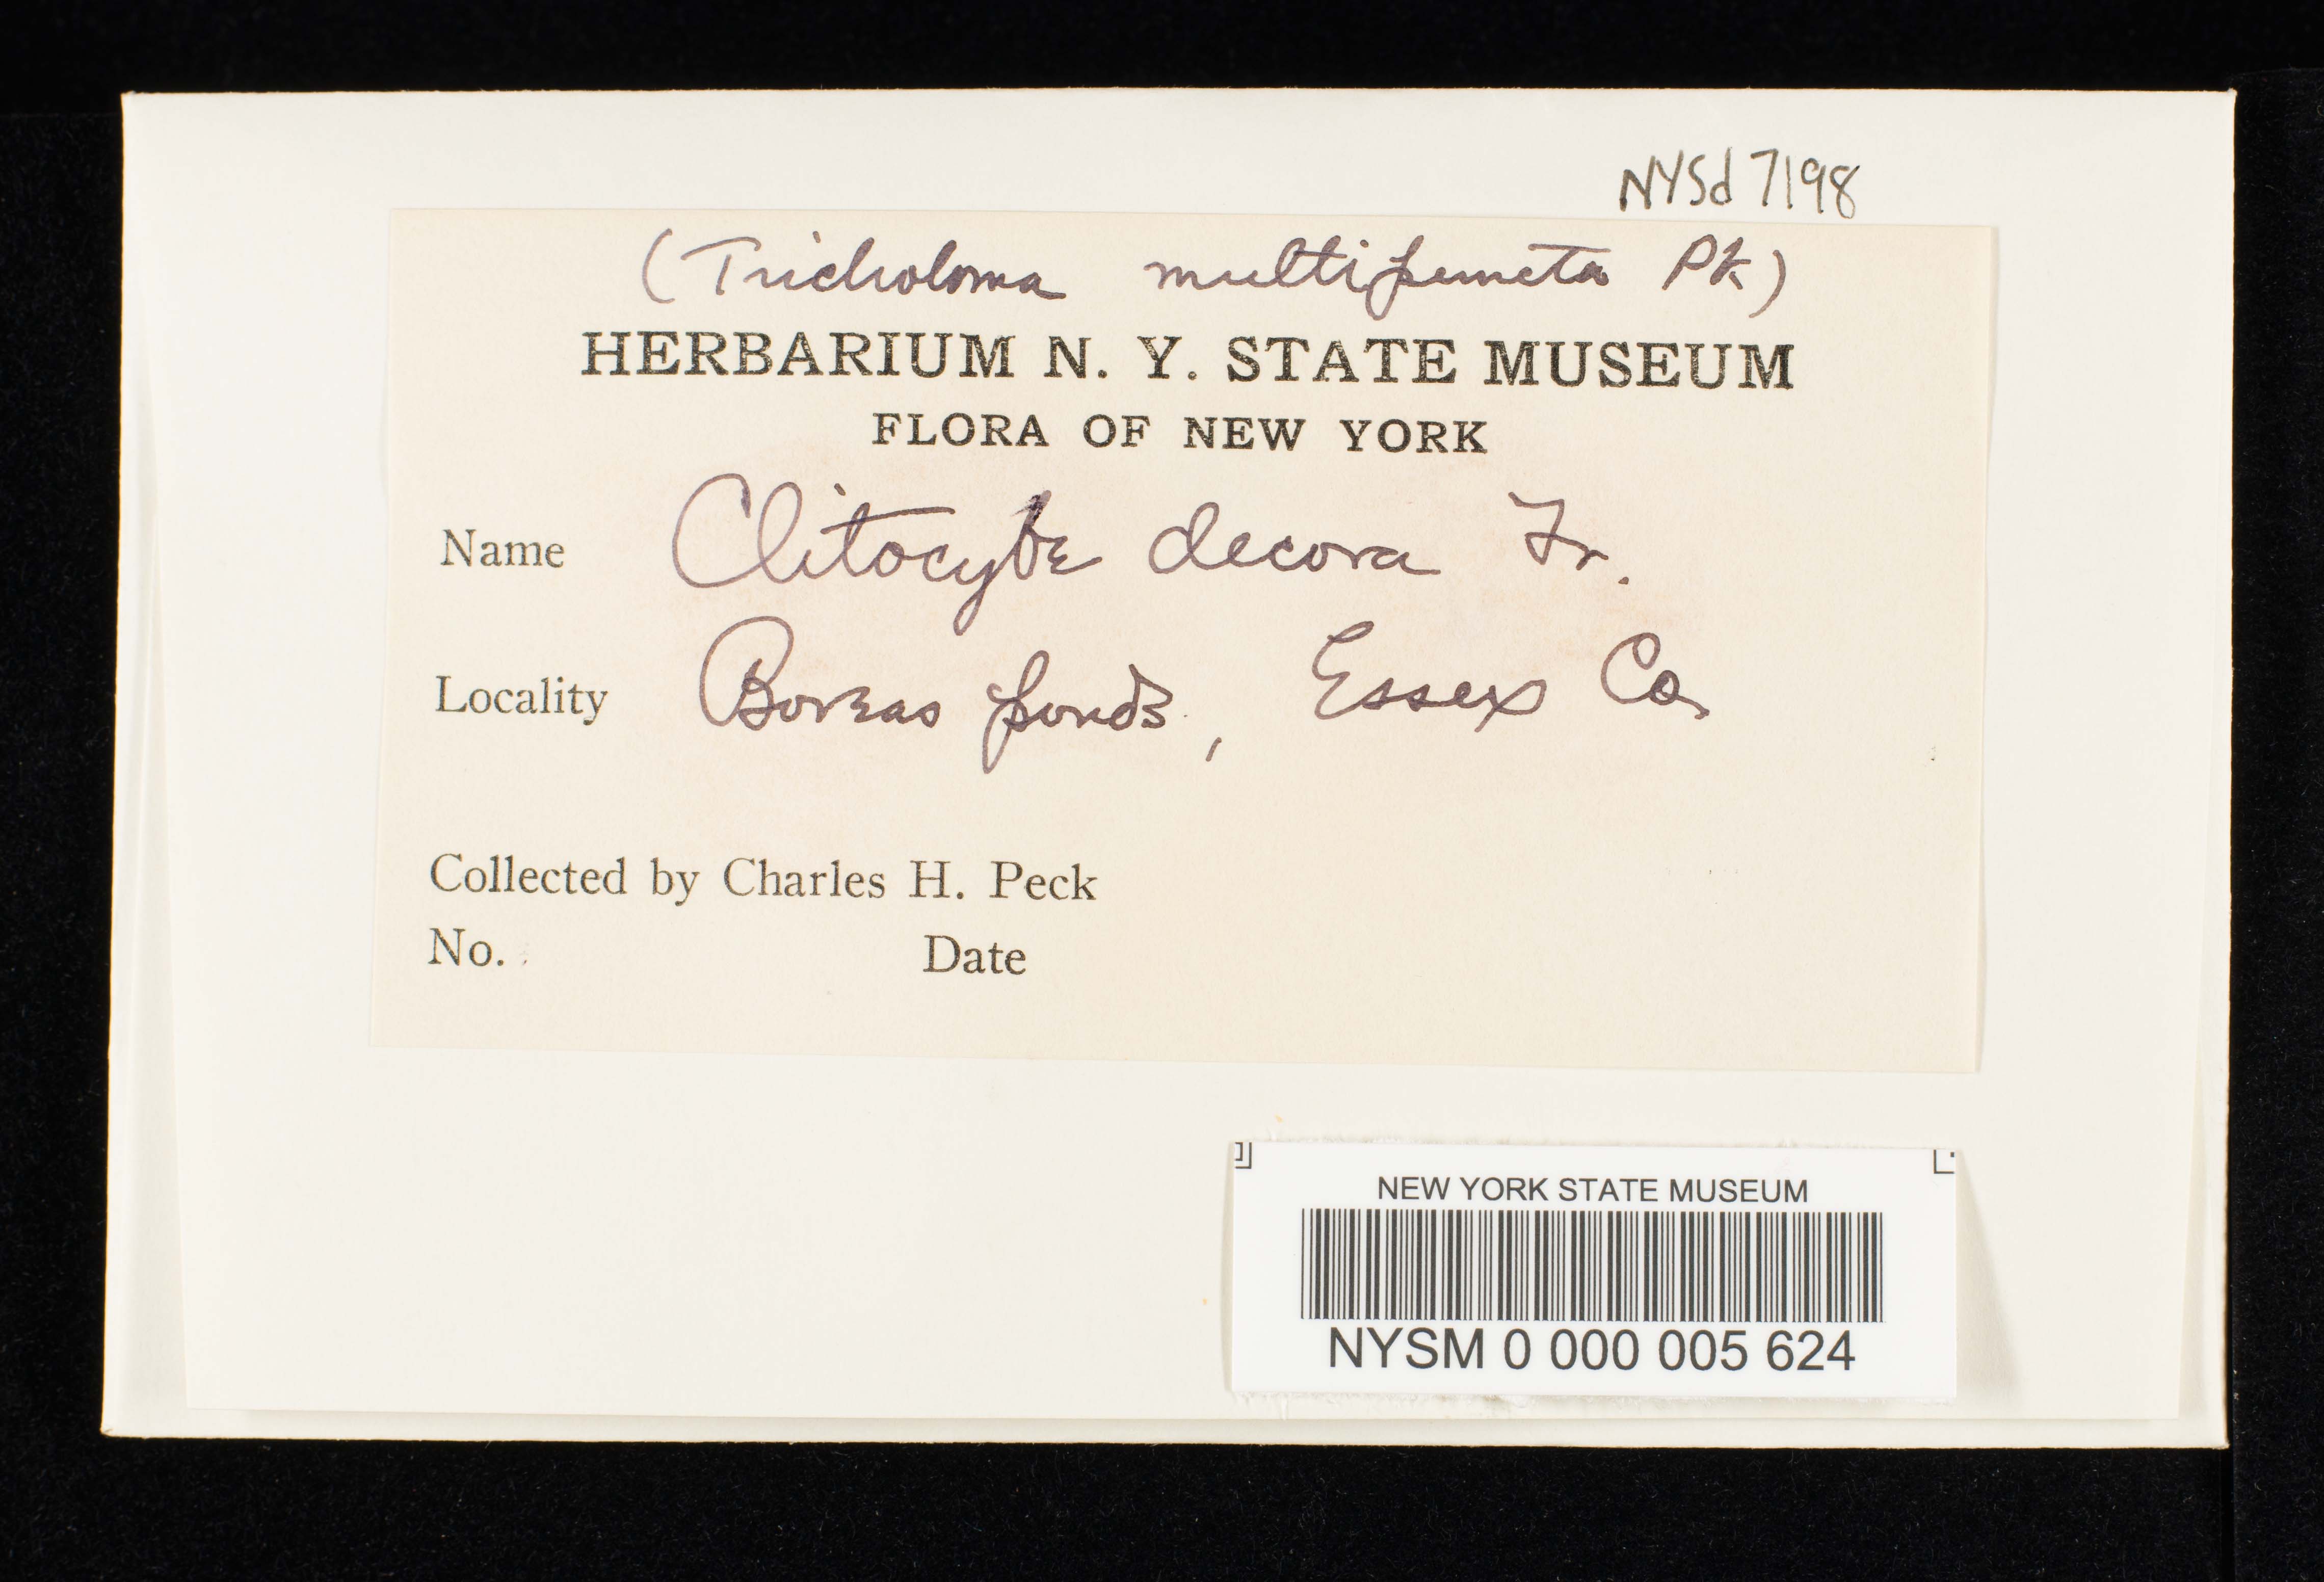 NYSd 7198
(Tricholoma multipuncta Pk)
HERBARIUM N. Y. STATE MUSEUM
FLORA OF NEW YORK
Name Clitocybe decora Fr.
Locality Boreas ponds, Essex Co.
Collected by Charles H. Peck
No. Date
NEW YORK STATE MUSEUM
NYSM 0 000 005 624